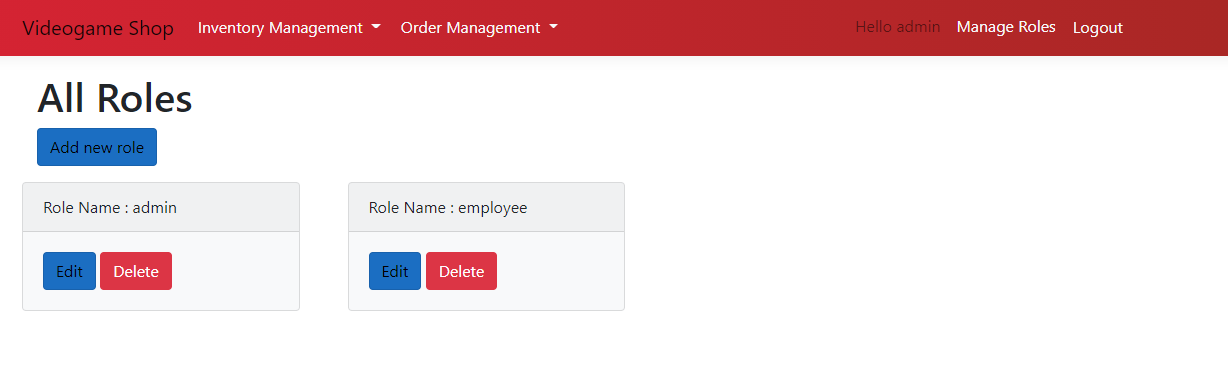 Videogame Shop Inventory Management Order Management Hello admin Manage Roles Logout
All Roles
Add new role
Role Name : admin
Edit Delete
Role Name : employee
Edit Delete